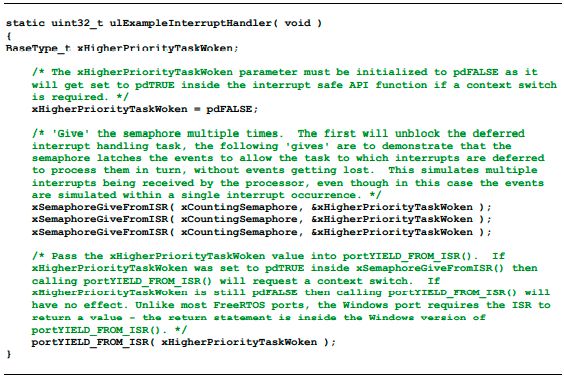 static uint32_t ulExampleInterruptHandler( void )
{
BaseType_t xHigherPriorityTaskWoken;
/* The xHigherPriorityTaskWoken parameter must be initialized to pdFALSE as it
will get set to pdTRUE inside the interrupt safe API function if a context switch
is required. */
xHigherPriorityTaskWoken = pdFALSE;
/* 'Give' the semaphore multiple times.  The first will unblock the deferred
interrupt handling task, the following 'gives' are to demonstrate that the
semaphore latches the events to allow the task to which interrupts are deferred
to process them in turn, without events getting lost.  This simulates multiple
interrupts being received by the processor, even though in this case the events
are simulated within a single interrupt occurrence. */
xSemaphoreGiveFromISR( xCountingSemaphore, &xHigherPriorityTaskWoken );
xSemaphoreGiveFromISR( xCountingSemaphore, &xHigherPriorityTaskWoken );
xSemaphoreGiveFromISR( xCountingSemaphore, &xHigherPriorityTaskWoken );
/* Pass the xHigherPriorityTaskWoken value into portYIELD_FROM_ISR().  If
xHigherPriorityTaskWoken was set to pdTRUE inside xSemaphoreGiveFromISR() then
calling portYIELD_FROM_ISR() will request a context switch.  If
xHigherPriorityTaskWoken is still pdFALSE then calling portYIELD_FROM_ISR() will
have no effect. Unlike most FreeRTOS ports, the Windows port requires the ISR to
return a value - the return statement is inside the Windows version of
portYIELD_FROM_ISR(). */
portYIELD_FROM_ISR( xHigherPriorityTaskWoken );
}